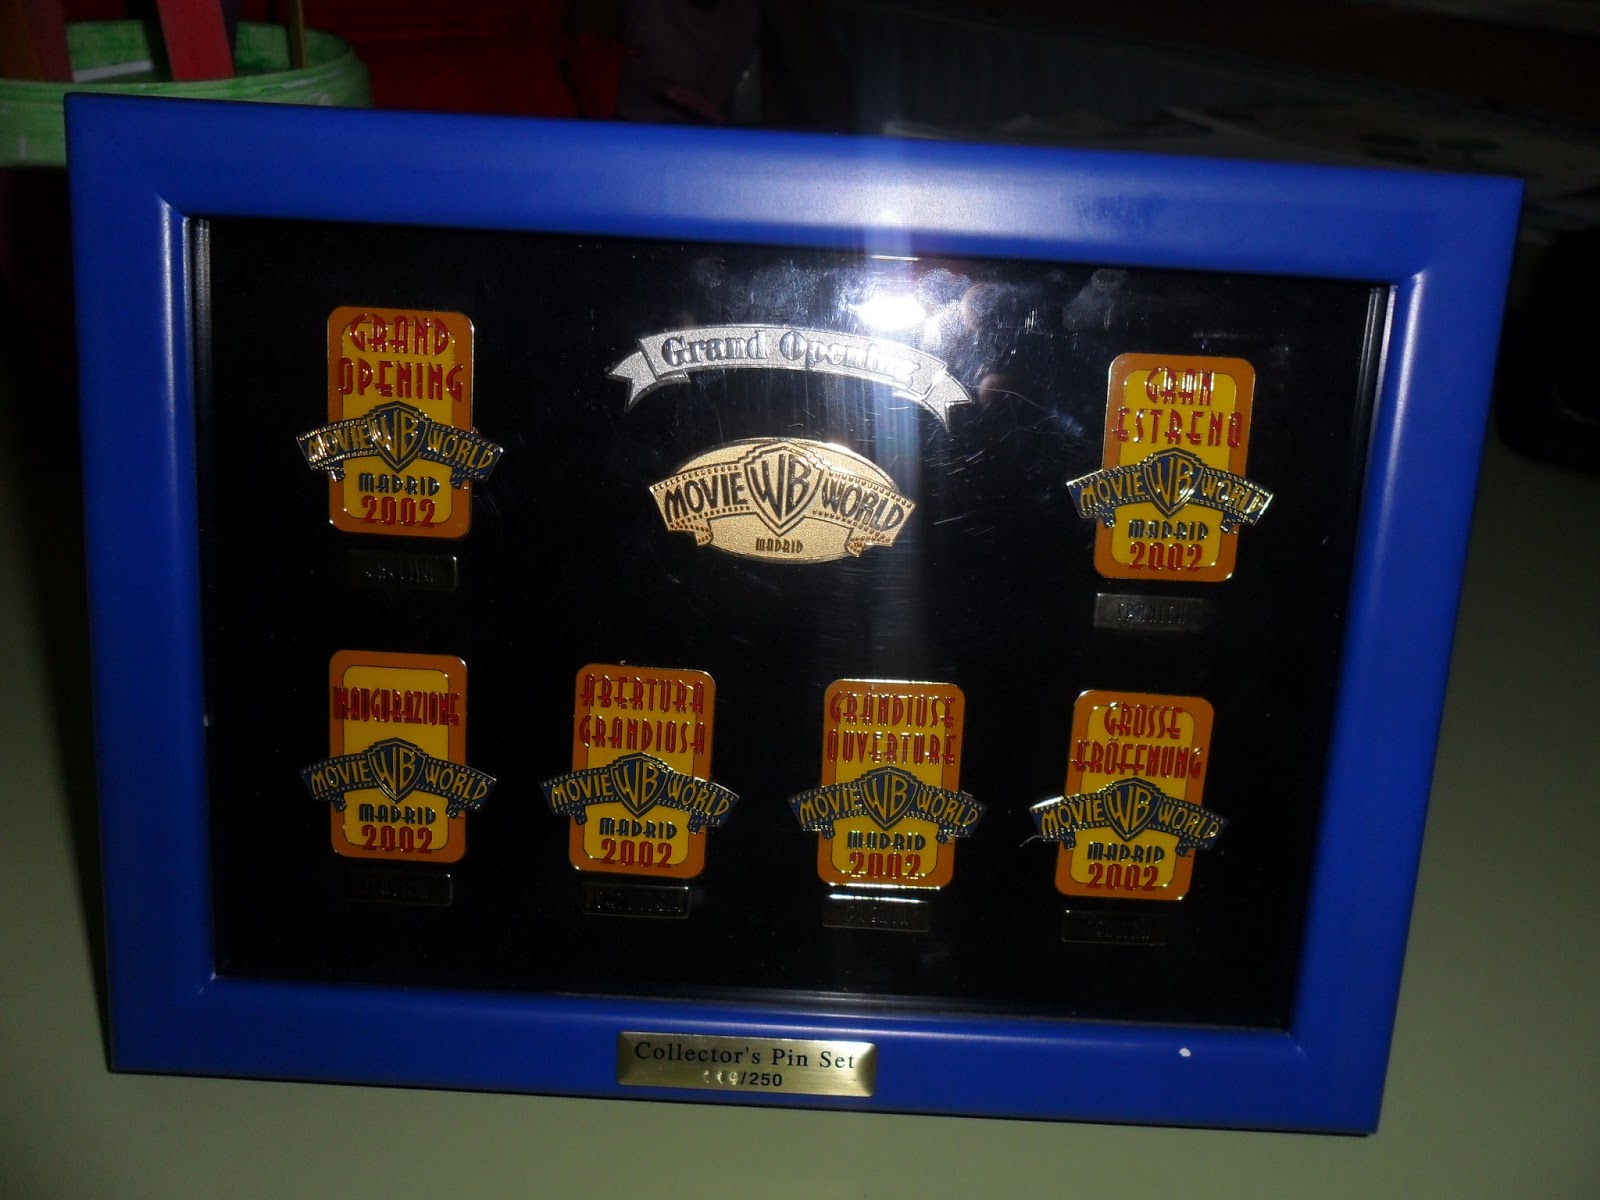 GRAND
OPENING
MOVIE WB WORLD
MADRID
2002
Grand Opening
MOVIE WB WORLD
MADRID
GRAN
ESTRENO
MOVIE WB WORLD
MADRID
2002
SPANISH
INAUGURAZIONE
MOVIE WB WORLD
MADRID
2002
ABERTURA
GRANDIOSA
MOVIE WB WORLD
MADRID
2002
GRANDIOSE
OUVERTURE
MOVIE WB WORLD
MADRID
2002
GROSSE
ERÖFFNUNG
MOVIE WB WORLD
MADRID
2002
Collector's Pin Set
/250